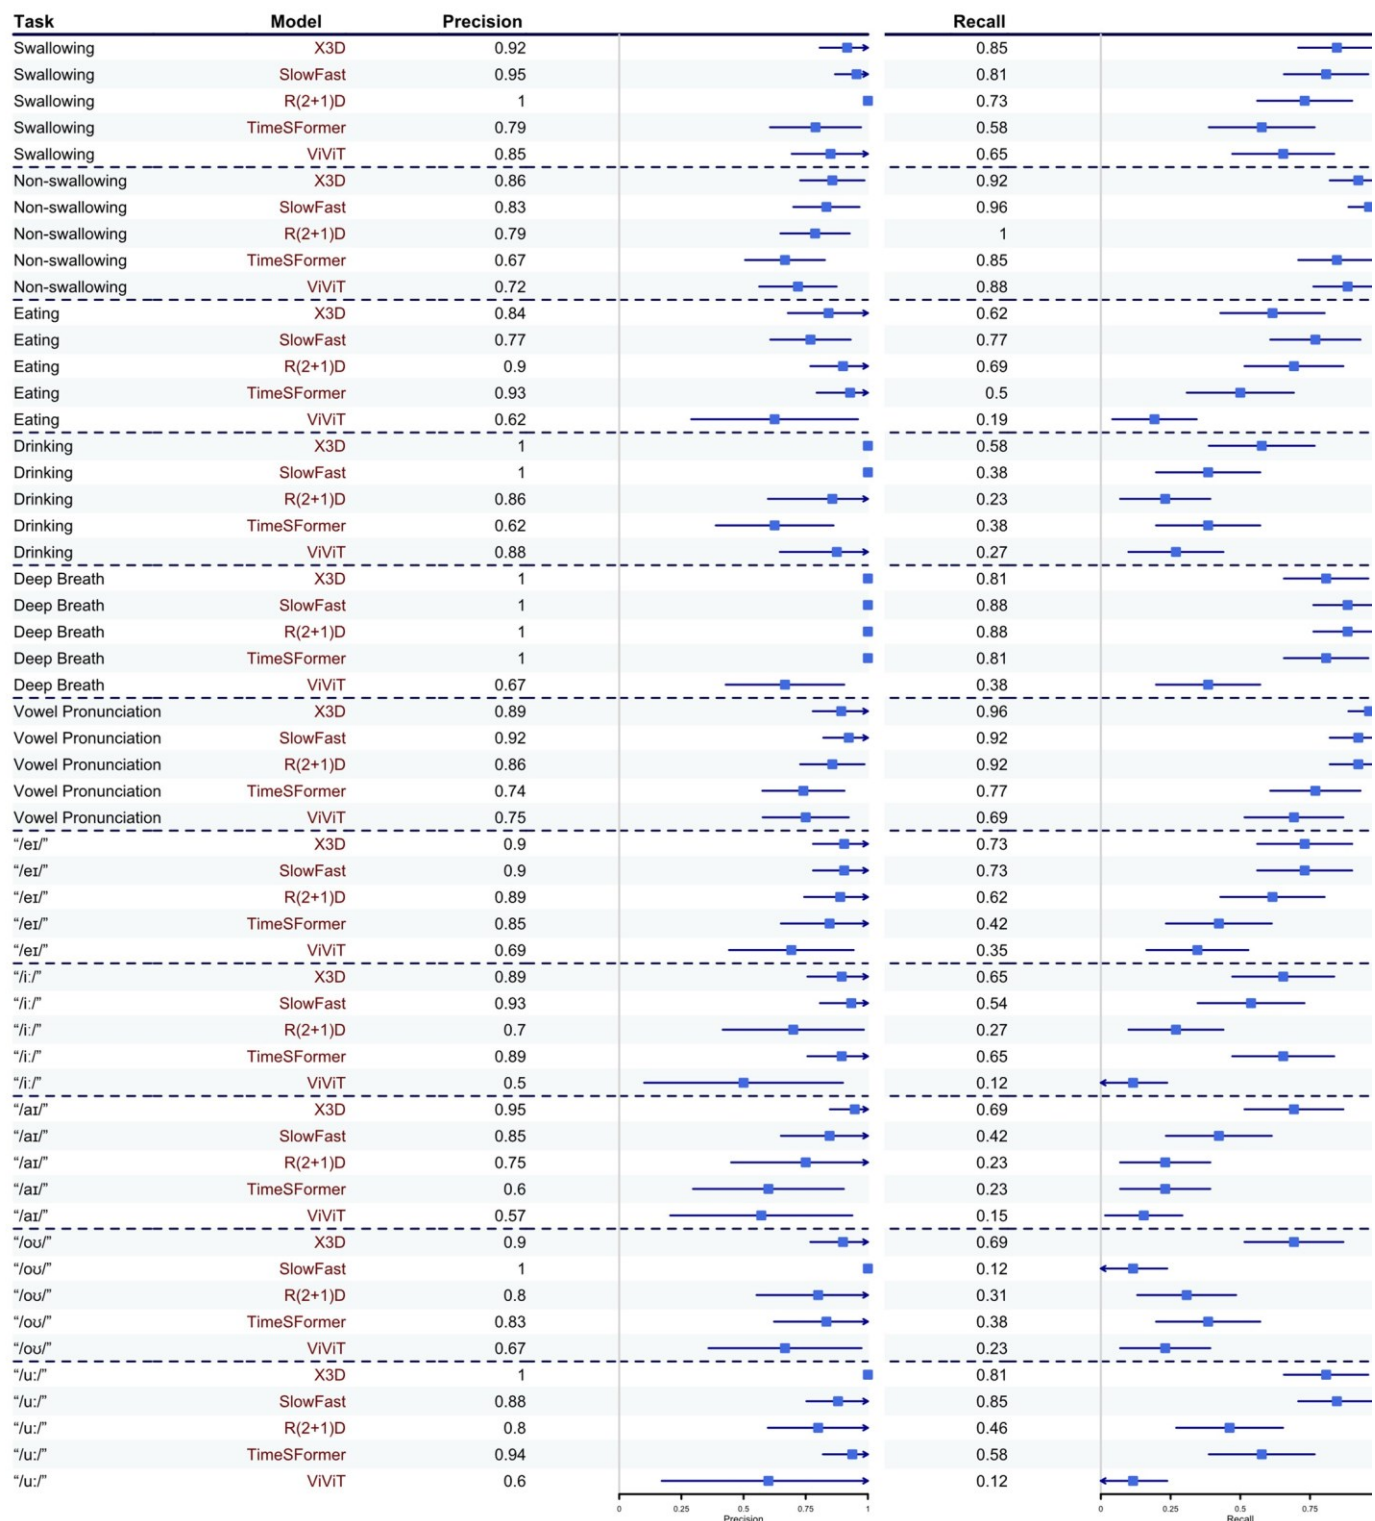 Task Model Precision Recall
Swallowing X3D 0.92 0.85
Swallowing SlowFast 0.95 0.81
Swallowing R(2+1)D 1 0.73
Swallowing TimeSFormer 0.79 0.58
Swallowing ViViT 0.85 0.65
Non-swallowing X3D 0.86 0.92
Non-swallowing SlowFast 0.83 0.96
Non-swallowing R(2+1)D 0.79 1
Non-swallowing TimeSFormer 0.67 0.85
Non-swallowing ViViT 0.72 0.88
Eating X3D 0.84 0.62
Eating SlowFast 0.77 0.77
Eating R(2+1)D 0.9 0.69
Eating TimeSFormer 0.93 0.5
Eating ViViT 0.62 0.19
Drinking X3D 1 0.58
Drinking SlowFast 1 0.38
Drinking R(2+1)D 0.86 0.23
Drinking TimeSFormer 0.62 0.38
Drinking ViViT 0.88 0.27
Deep Breath X3D 1 0.81
Deep Breath SlowFast 1 0.88
Deep Breath R(2+1)D 1 0.88
Deep Breath TimeSFormer 1 0.81
Deep Breath ViViT 0.67 0.38
Vowel Pronunciation X3D 0.89 0.96
Vowel Pronunciation SlowFast 0.92 0.92
Vowel Pronunciation R(2+1)D 0.86 0.92
Vowel Pronunciation TimeSFormer 0.74 0.77
Vowel Pronunciation ViViT 0.75 0.69
“/eɪ/” X3D 0.9 0.73
“/eɪ/” SlowFast 0.9 0.73
“/eɪ/” R(2+1)D 0.89 0.62
“/eɪ/” TimeSFormer 0.85 0.42
“/eɪ/” ViViT 0.69 0.35
“/i:/” X3D 0.89 0.65
“/i:/” SlowFast 0.93 0.54
“/i:/” R(2+1)D 0.7 0.27
“/i:/” TimeSFormer 0.89 0.65
“/i:/” ViViT 0.5 0.12
“/aɪ/” X3D 0.95 0.69
“/aɪ/” SlowFast 0.85 0.42
“/aɪ/” R(2+1)D 0.75 0.23
“/aɪ/” TimeSFormer 0.6 0.23
“/aɪ/” ViViT 0.57 0.15
“/oʊ/” X3D 0.9 0.69
“/oʊ/” SlowFast 1 0.12
“/oʊ/” R(2+1)D 0.8 0.31
“/oʊ/” TimeSFormer 0.83 0.38
“/oʊ/” ViViT 0.67 0.23
“/u:/” X3D 1 0.81
“/u:/” SlowFast 0.88 0.85
“/u:/” R(2+1)D 0.8 0.46
“/u:/” TimeSFormer 0.94 0.58
“/u:/” ViViT 0.6 0.12
0 0.25 0.5 0.75 1 0 0.25 0.5 0.75
Precision Recall